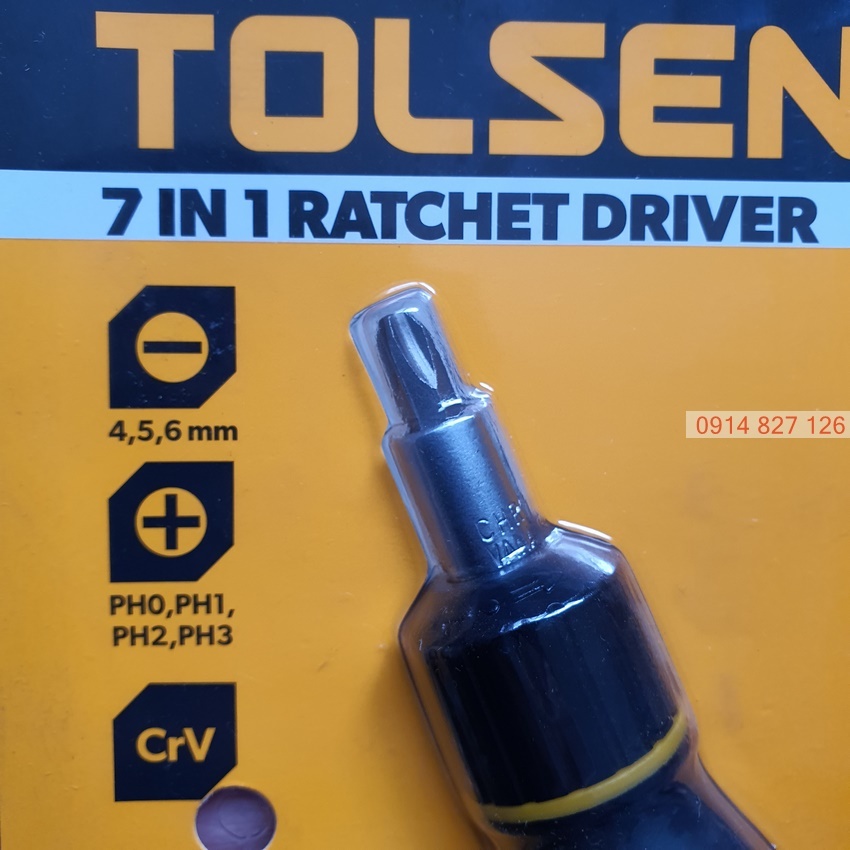 TOLSEN
7 IN 1 RATCHET DRIVER
4,5,6 mm
0914 827 126
PH0,PH1,
PH2,PH3
CrV